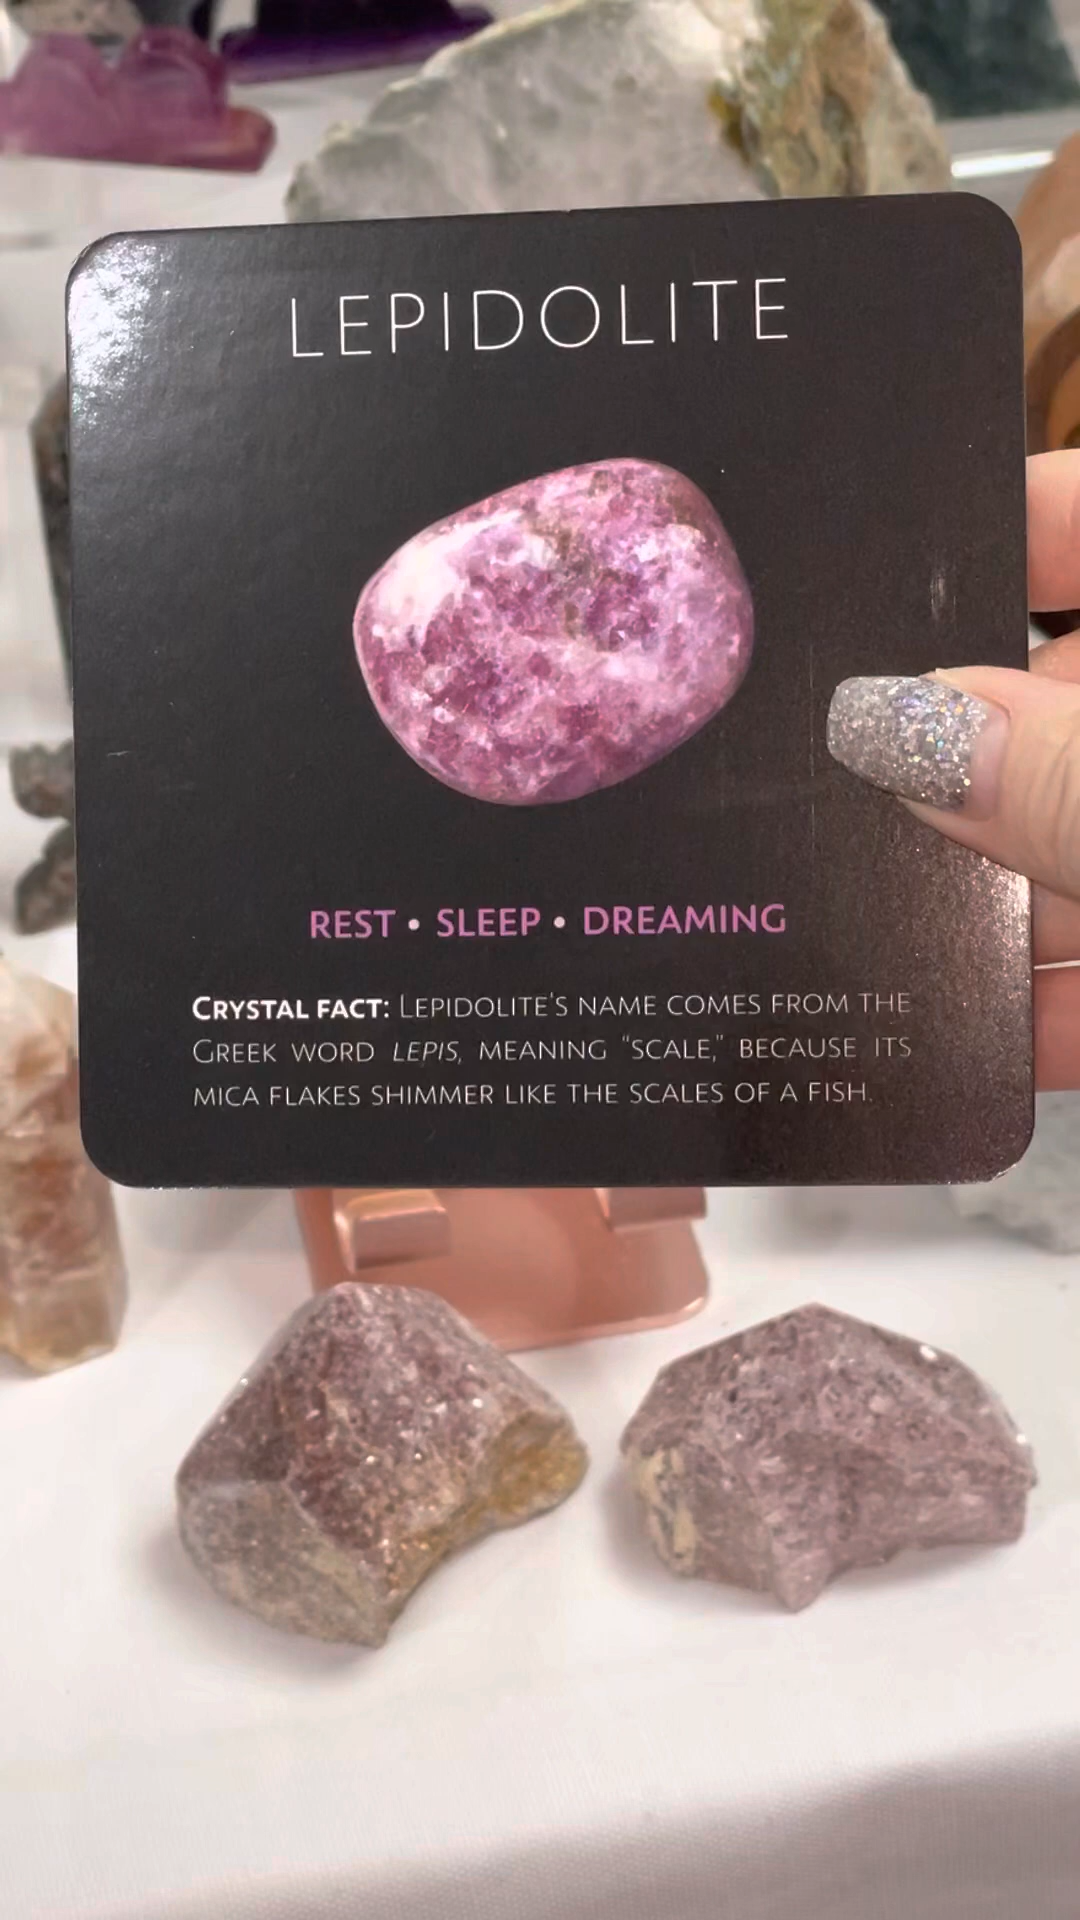 LEPIDOLITE
REST • SLEEP • DREAMING
CRYSTAL FACT: LEPIDOLITE'S NAME COMES FROM THE
GREEK WORD LEPIS, MEANING “SCALE,” BECAUSE ITS
MICA FLAKES SHIMMER LIKE THE SCALES OF A FISH.